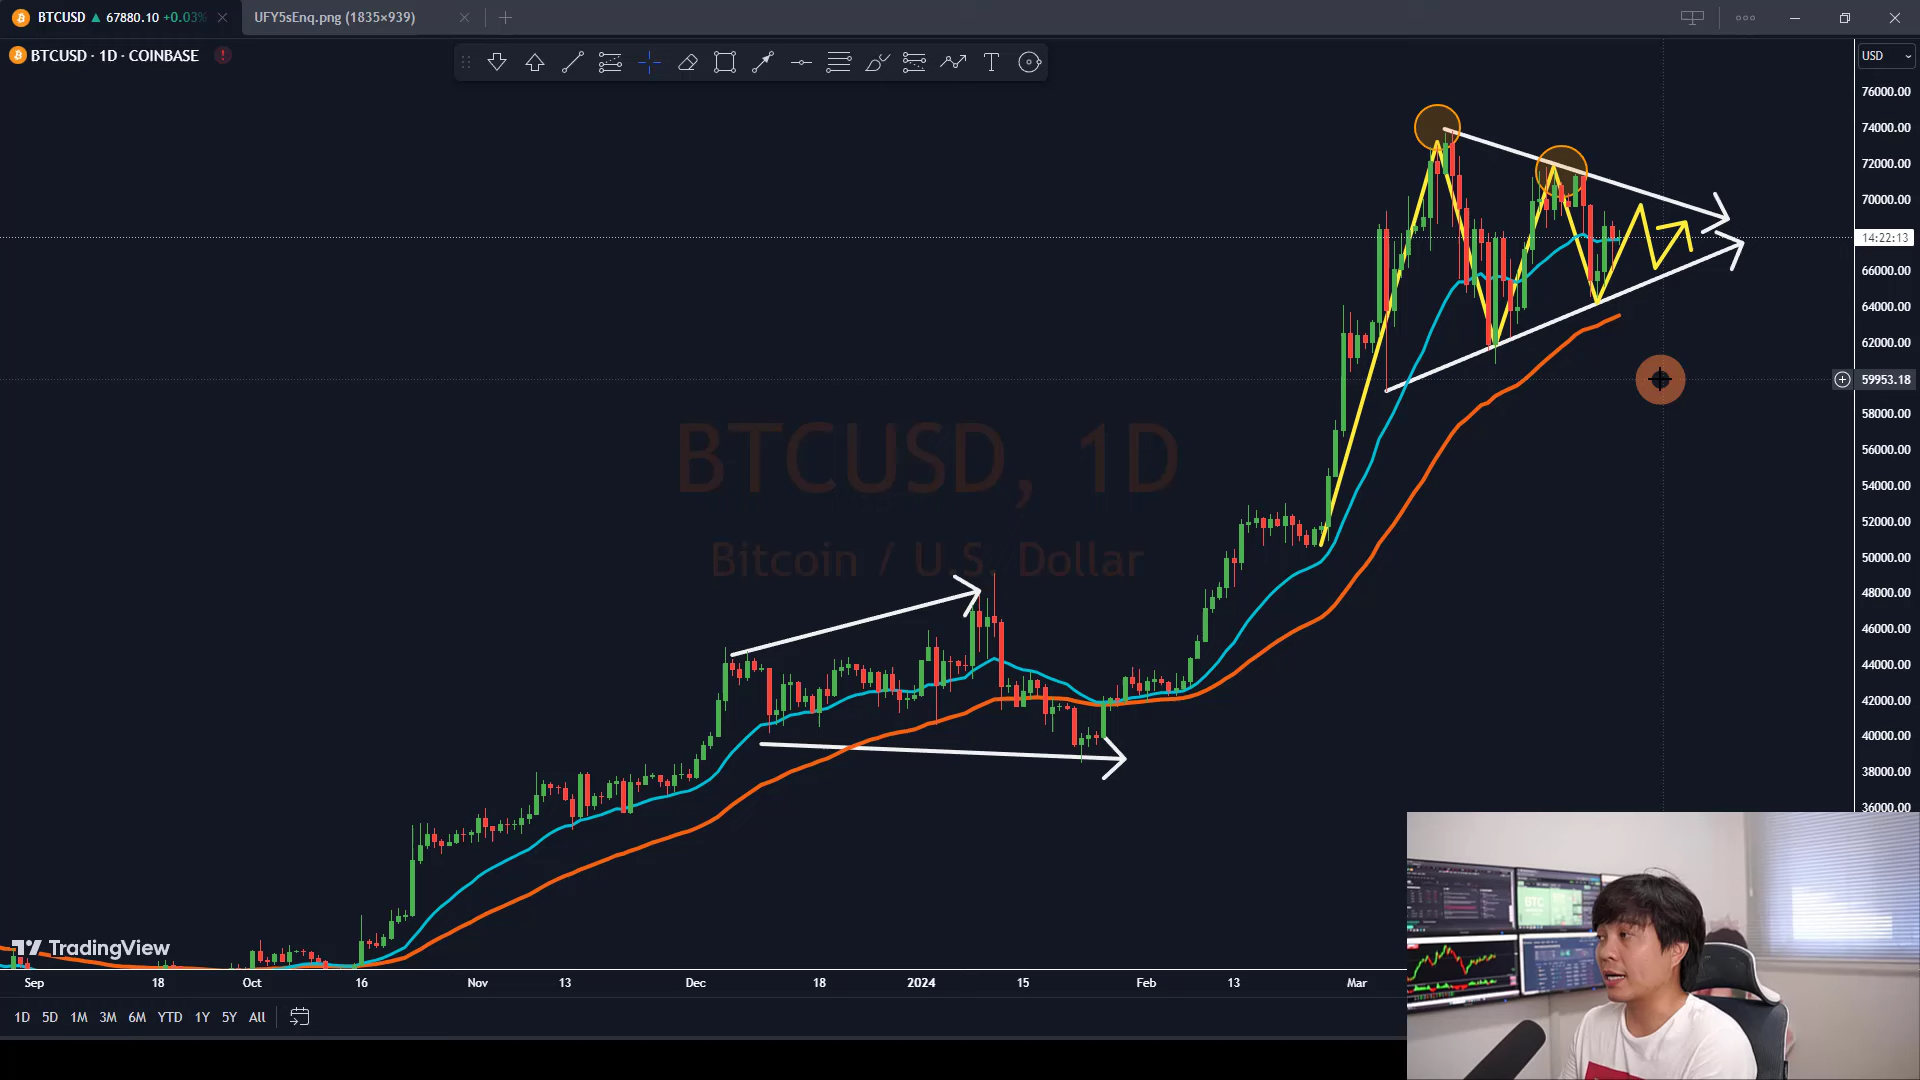 BTCUSD ▲ 67880.10 +0.03%
UFY5sEnq.png (1835×939)
BTCUSD · 1D · COINBASE
USD
76000.00
74000.00
72000.00
70000.00
14:22:13
66000.00
64000.00
62000.00
59953.18
58000.00
56000.00
54000.00
52000.00
50000.00
48000.00
46000.00
44000.00
42000.00
40000.00
38000.00
36000.00
BTCUSD, 1D
Bitcoin / U.S. Dollar
TradingView
Sep 18 Oct 16 Nov 13 Dec 18 2024 15 Feb 13 Mar
1D 5D 1M 3M 6M YTD 1Y 5Y All
BTC